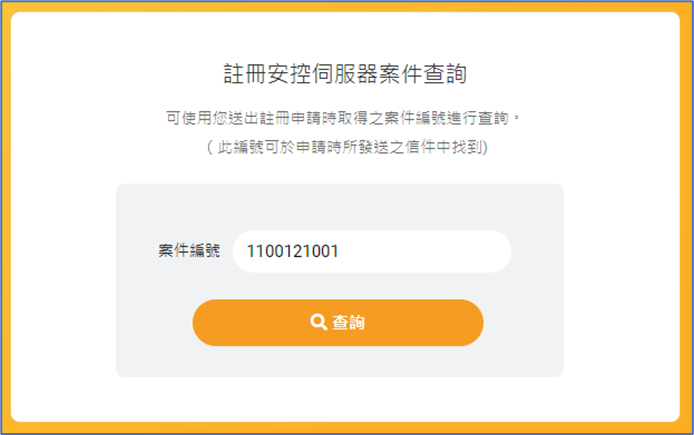 註冊安控伺服器案件查詢
可使用您送出註冊申請時取得之案件編號進行查詢。
( 此編號可於申請時所發送之信件中找到)
案件編號 1100121001
查詢